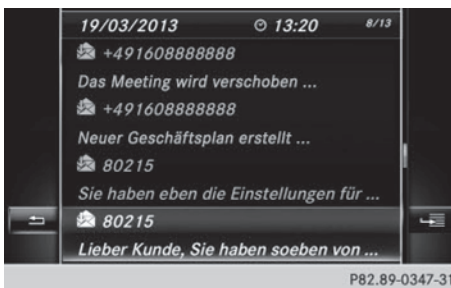 19/03/2013 13:20 8/13
+491608888888
Das Meeting wird verschoben ...
+491608888888
Neuer Geschäftsplan erstellt ...
80215
Sie haben eben die Einstellungen für ...
80215
Lieber Kunde, Sie haben soeben von ...
P82.89-0347-31